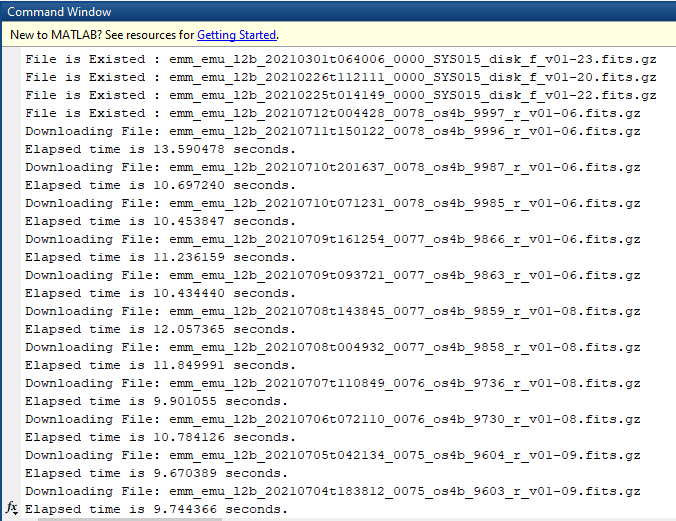 Command Window
New to MATLAB? See resources for Getting Started.
File is Existed : emm_emu_l2b_20210301t064006_0000_SYS015_disk_f_v01-23.fits.gz
File is Existed : emm_emu_l2b_20210226t112111_0000_SYS015_disk_f_v01-20.fits.gz
File is Existed : emm_emu_l2b_20210225t014149_0000_SYS015_disk_f_v01-22.fits.gz
File is Existed : emm_emu_l2b_20210712t004428_0078_os4b_9997_r_v01-06.fits.gz
Downloading File: emm_emu_l2b_20210711t150122_0078_os4b_9996_r_v01-06.fits.gz
Elapsed time is 13.590478 seconds.
Downloading File: emm_emu_l2b_20210710t201637_0078_os4b_9987_r_v01-06.fits.gz
Elapsed time is 10.697240 seconds.
Downloading File: emm_emu_l2b_20210710t071231_0078_os4b_9985_r_v01-06.fits.gz
Elapsed time is 10.453847 seconds.
Downloading File: emm_emu_l2b_20210709t161254_0077_os4b_9866_r_v01-06.fits.gz
Elapsed time is 11.236159 seconds.
Downloading File: emm_emu_l2b_20210709t093721_0077_os4b_9863_r_v01-06.fits.gz
Elapsed time is 10.434440 seconds.
Downloading File: emm_emu_l2b_20210708t143845_0077_os4b_9859_r_v01-08.fits.gz
Elapsed time is 12.057365 seconds.
Downloading File: emm_emu_l2b_20210708t004932_0077_os4b_9858_r_v01-08.fits.gz
Elapsed time is 11.849991 seconds.
Downloading File: emm_emu_l2b_20210707t110849_0076_os4b_9736_r_v01-08.fits.gz
Elapsed time is 9.901055 seconds.
Downloading File: emm_emu_l2b_20210706t072110_0076_os4b_9730_r_v01-08.fits.gz
Elapsed time is 10.784126 seconds.
Downloading File: emm_emu_l2b_20210705t042134_0075_os4b_9604_r_v01-09.fits.gz
Elapsed time is 9.670389 seconds.
Downloading File: emm_emu_l2b_20210704t183812_0075_os4b_9603_r_v01-09.fits.gz
fx Elapsed time is 9.744366 seconds.